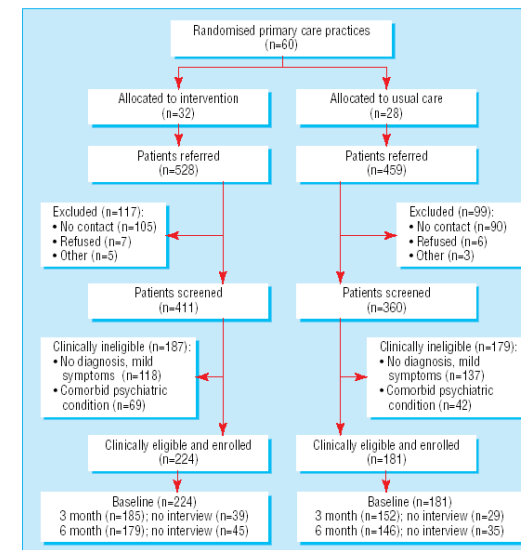 Randomised primary care practices
(n=60)
Allocated to intervention
(n=32)
Allocated to usual care
(n=28)
Patients referred
(n=528)
Patients referred
(n=459)
Excluded (n=117):
• No contact (n=105)
• Refused (n=7)
• Other (n=5)
Excluded (n=99):
• No contact (n=90)
• Refused (n=6)
• Other (n=3)
Patients screened
(n=411)
Patients screened
(n=360)
Clinically ineligible (n=187):
• No diagnosis, mild
symptoms (n=118)
• Comorbid psychiatric
condition (n=69)
Clinically ineligible (n=179):
• No diagnosis, mild
symptoms (n=137)
• Comorbid psychiatric
condition (n=42)
Clinically eligible and enrolled
(n=224)
Clinically eligible and enrolled
(n=181)
Baseline (n=224)
3 month (n=185); no interview (n=39)
6 month (n=179); no interview (n=45)
Baseline (n=181)
3 month (n=152); no interview (n=29)
6 month (n=146); no interview (n=35)